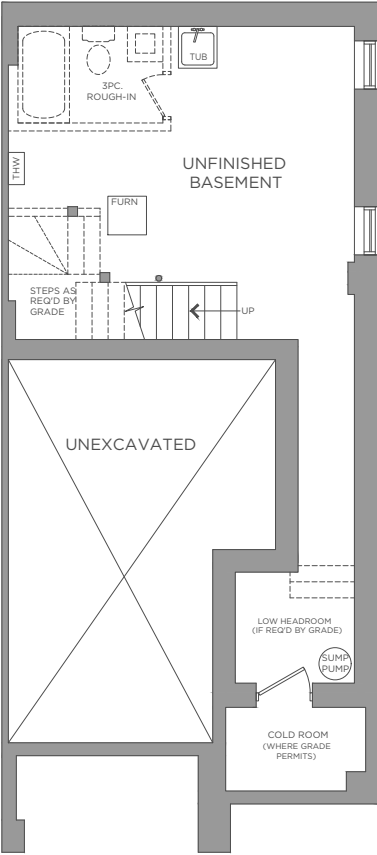 TUB
3PC.
ROUGH-IN
THW
UNFINISHED
BASEMENT
FURN
STEPS AS
REQ'D BY
GRADE
UP
UNEXCAVATED
LOW HEADROOM
(IF REQ'D BY GRADE)
SUMP
PUMP
COLD ROOM
(WHERE GRADE
PERMITS)